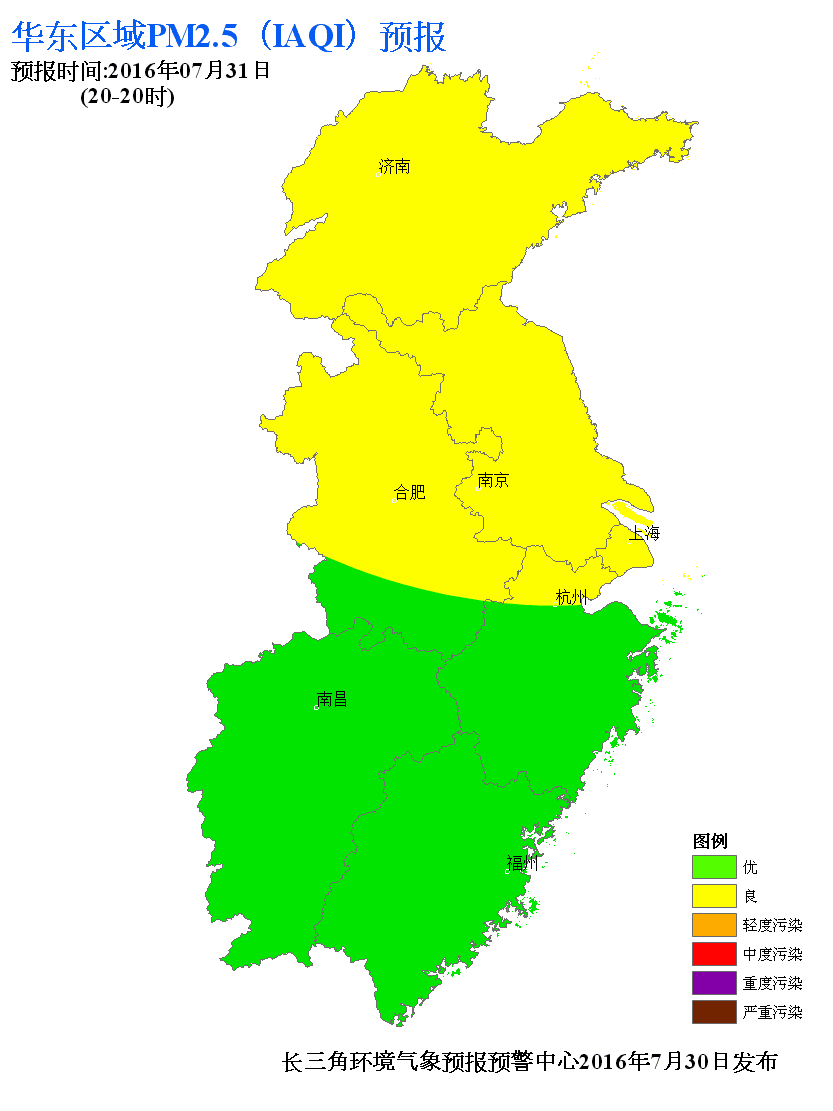 华东区域PM2.5（IAQI）预报
预报时间:2016年07月31日
(20-20时)
济南
南京
合肥
上海
杭州
南昌
福州
图例
优
良
轻度污染
中度污染
重度污染
严重污染
长三角环境气象预报预警中心2016年7月30日发布